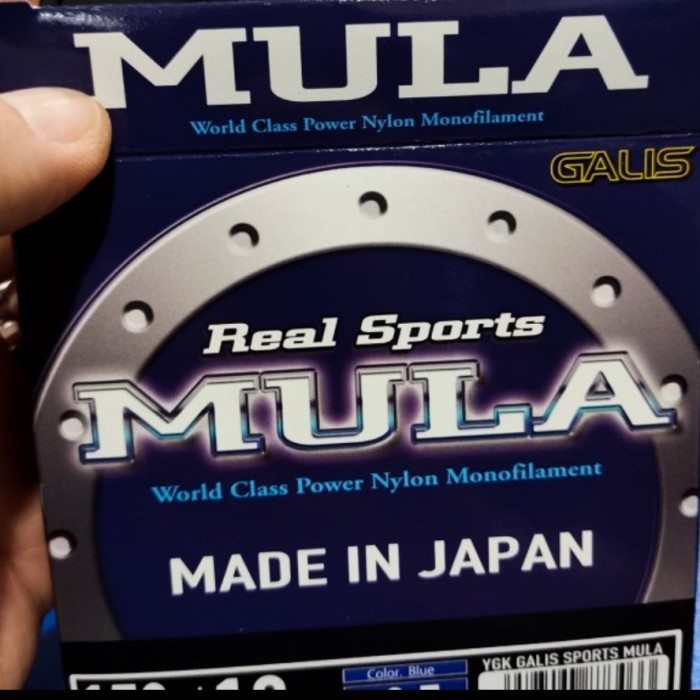 MULA
World Class Power Nylon Monofilament
GALIS
Real Sports
MULA
World Class Power Nylon Monofilament
MADE IN JAPAN
Color. Blue
YGK GALIS SPORTS MULA